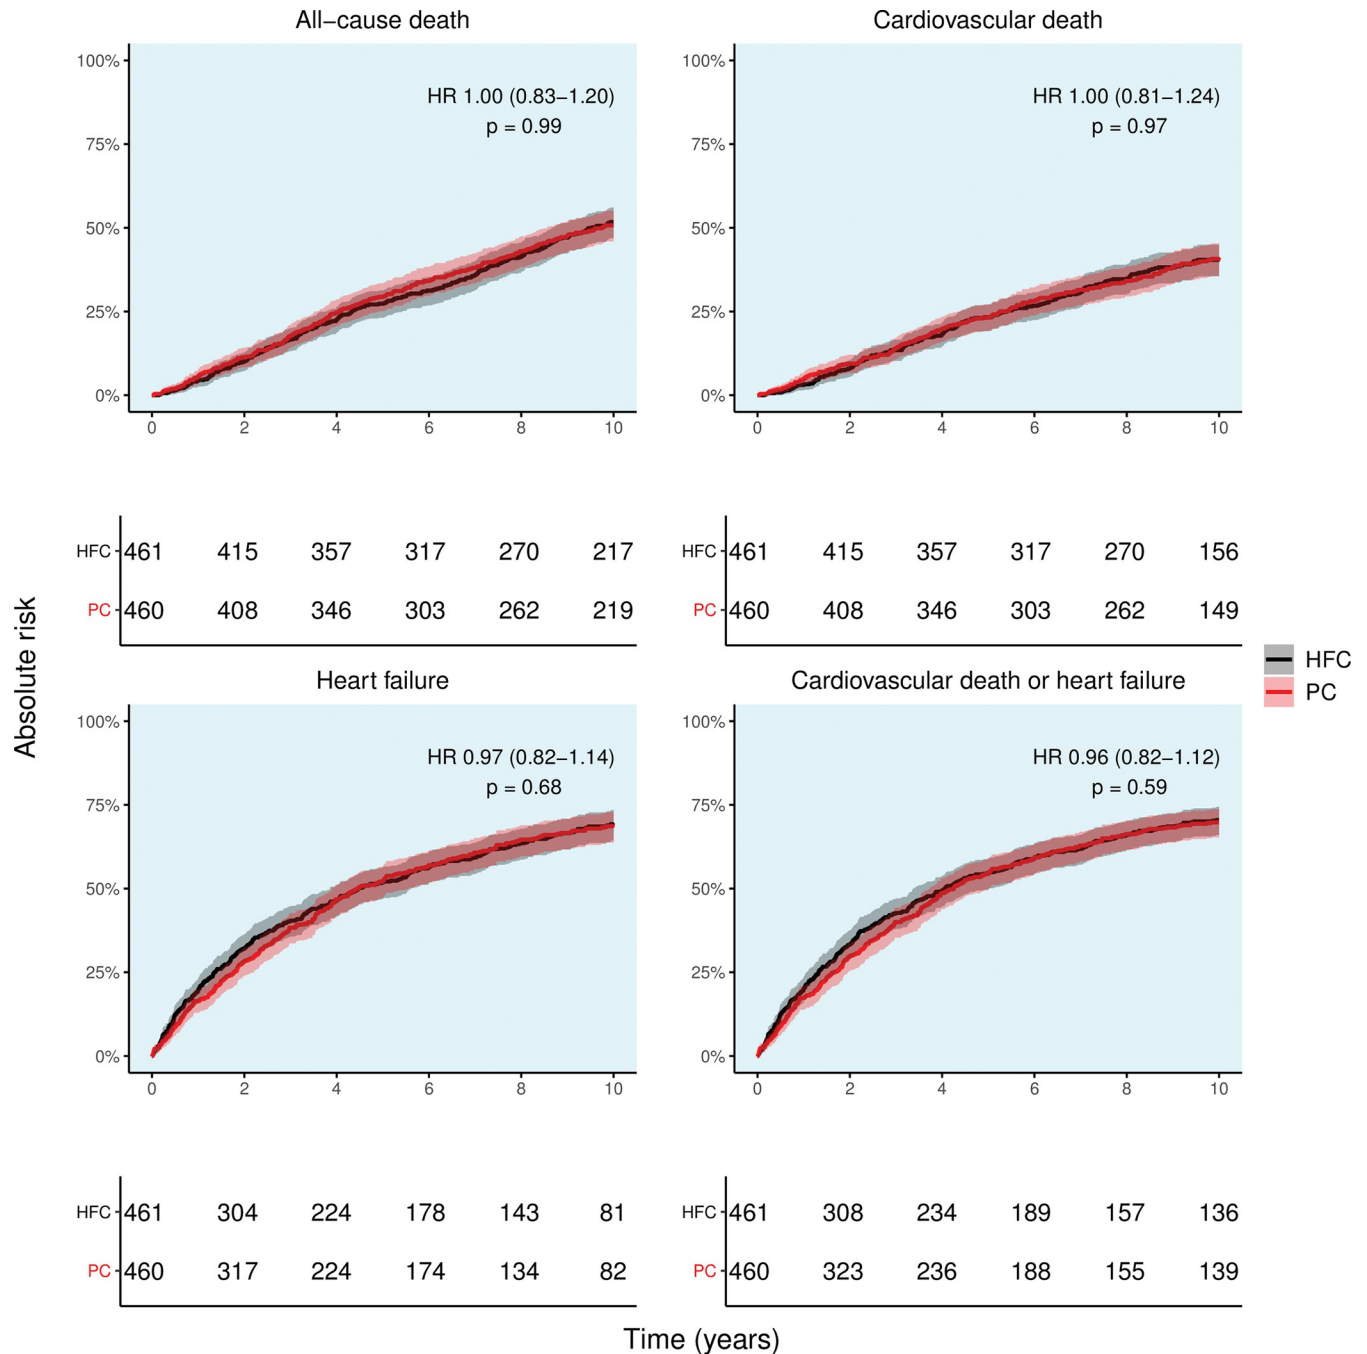 All−cause death
HR 1.00 (0.83−1.20)
p = 0.99
100%
75%
50%
25%
0%
0 2 4 6 8 10
HFC 461 415 357 317 270 217
PC 460 408 346 303 262 219
Cardiovascular death
HR 1.00 (0.81−1.24)
p = 0.97
100%
75%
50%
25%
0%
0 2 4 6 8 10
HFC 461 415 357 317 270 156
PC 460 408 346 303 262 149
Absolute risk
Heart failure
HR 0.97 (0.82−1.14)
p = 0.68
100%
75%
50%
25%
0%
0 2 4 6 8 10
HFC 461 304 224 178 143 81
PC 460 317 224 174 134 82
Cardiovascular death or heart failure
HR 0.96 (0.82−1.12)
p = 0.59
100%
75%
50%
25%
0%
0 2 4 6 8 10
HFC 461 308 234 189 157 136
PC 460 323 236 188 155 139
HFC
PC
Time (years)